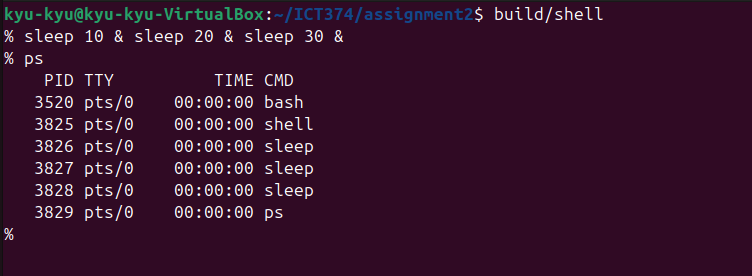 kyu-kyu@kyu-kyu-VirtualBox:~/ICT374/assignment2$ build/shell
% sleep 10 & sleep 20 & sleep 30 &
% ps
    PID TTY          TIME CMD
   3520 pts/0    00:00:00 bash
   3825 pts/0    00:00:00 shell
   3826 pts/0    00:00:00 sleep
   3827 pts/0    00:00:00 sleep
   3828 pts/0    00:00:00 sleep
   3829 pts/0    00:00:00 ps
%